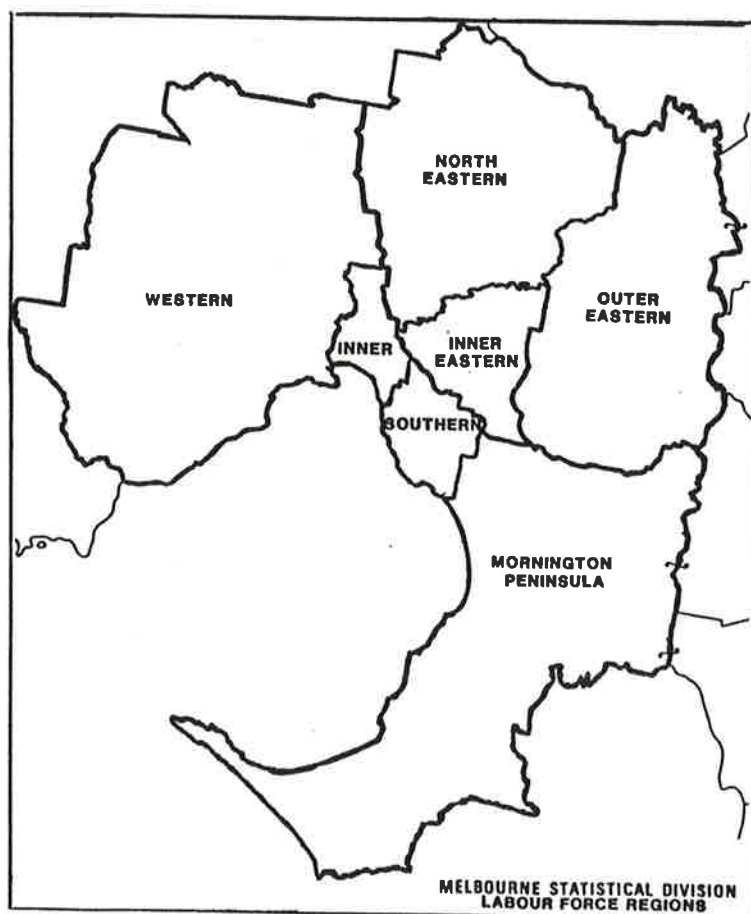 NORTH
EASTERN
WESTERN
OUTER
EASTERN
INNER
INNER
EASTERN
SOUTHERN
MORNINGTON
PENINSULA
MELBOURNE STATISTICAL DIVISION
LABOUR FORCE REGIONS